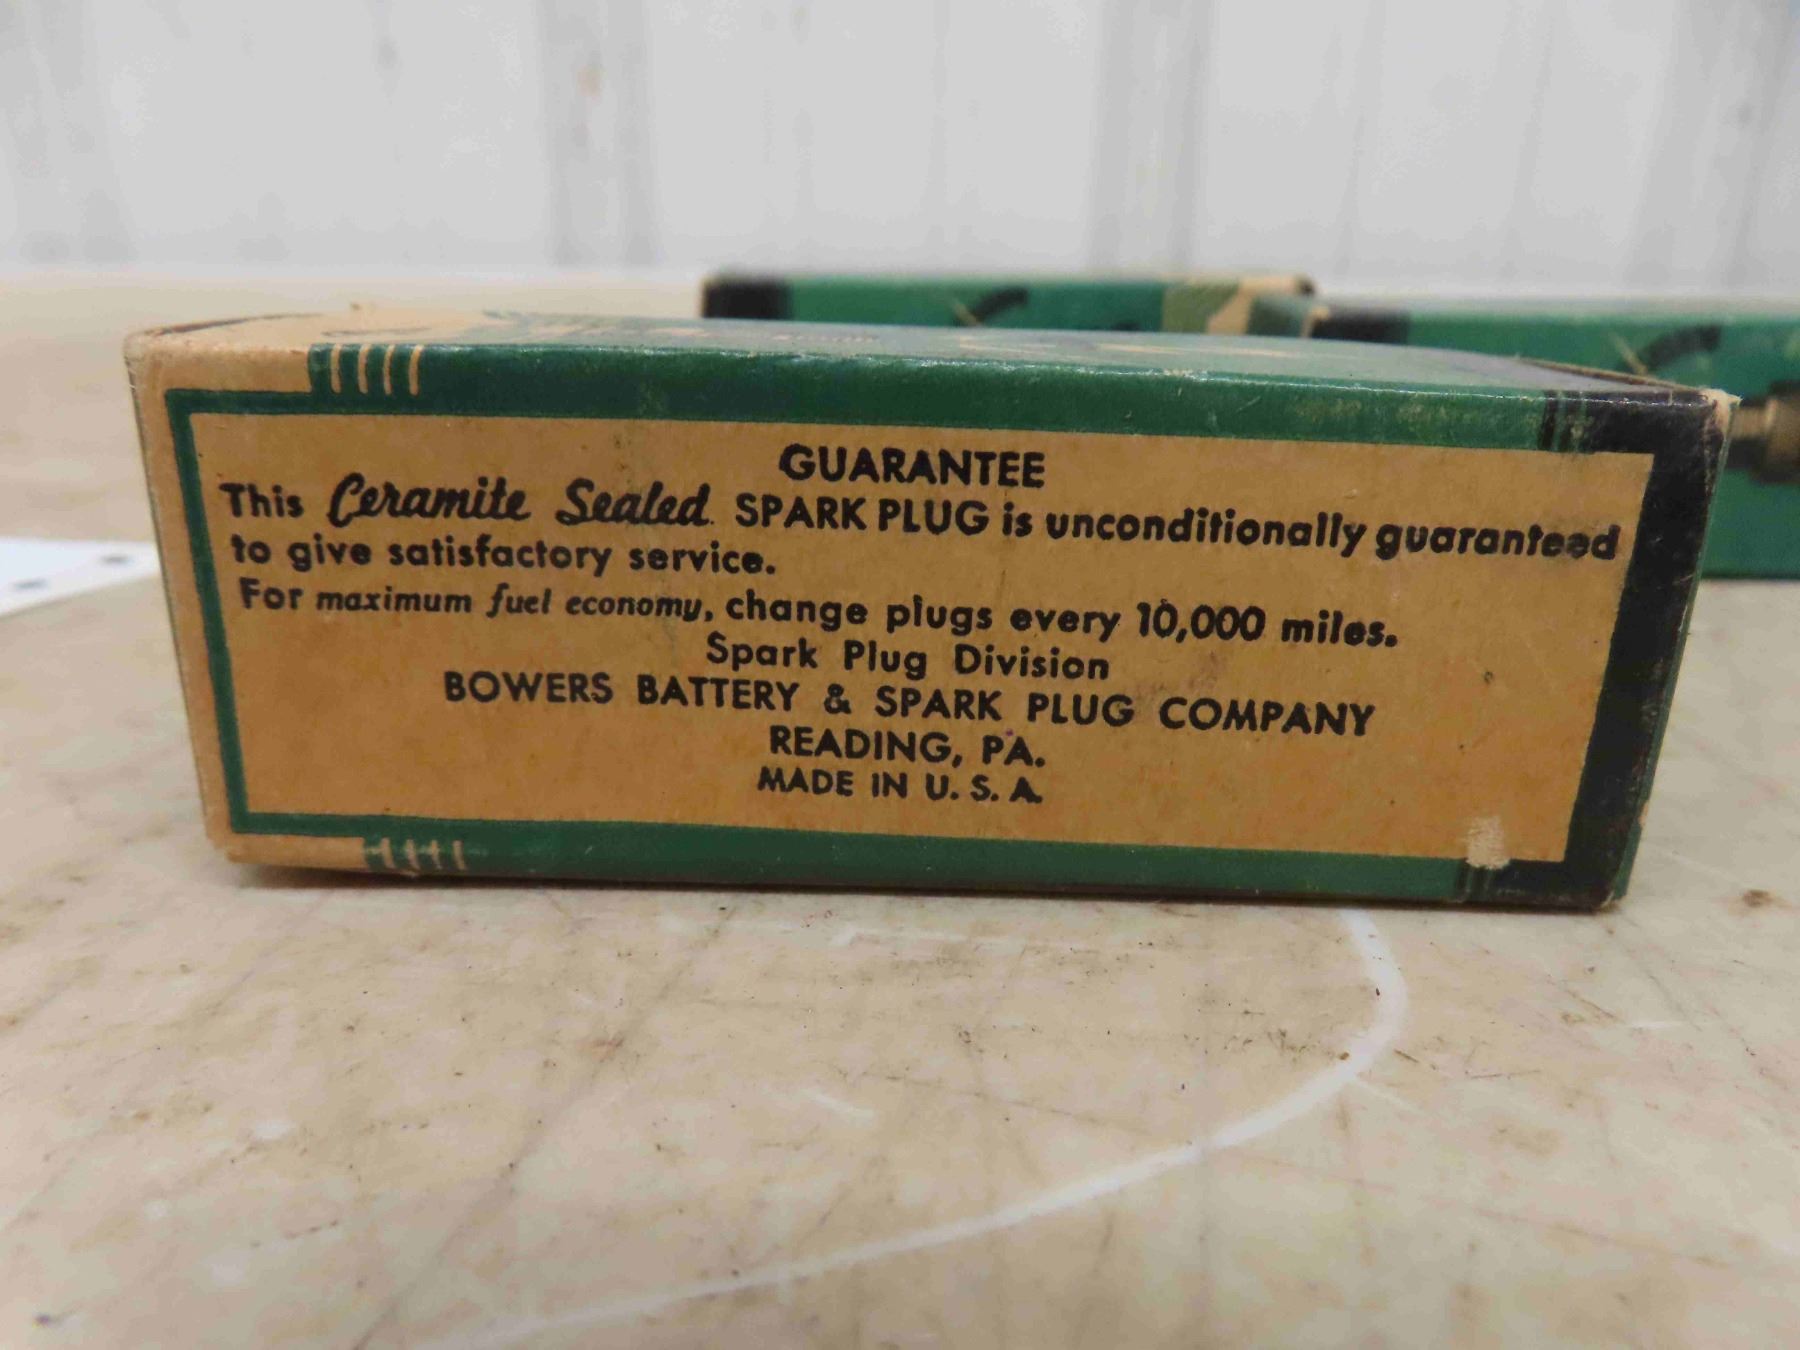 GUARANTEE
This Ceramite Sealed SPARK PLUG is unconditionally guaranteed
to give satisfactory service.
For maximum fuel economy, change plugs every 10,000 miles.
Spark Plug Division
BOWERS BATTERY & SPARK PLUG COMPANY
READING, PA.
MADE IN U. S. A.